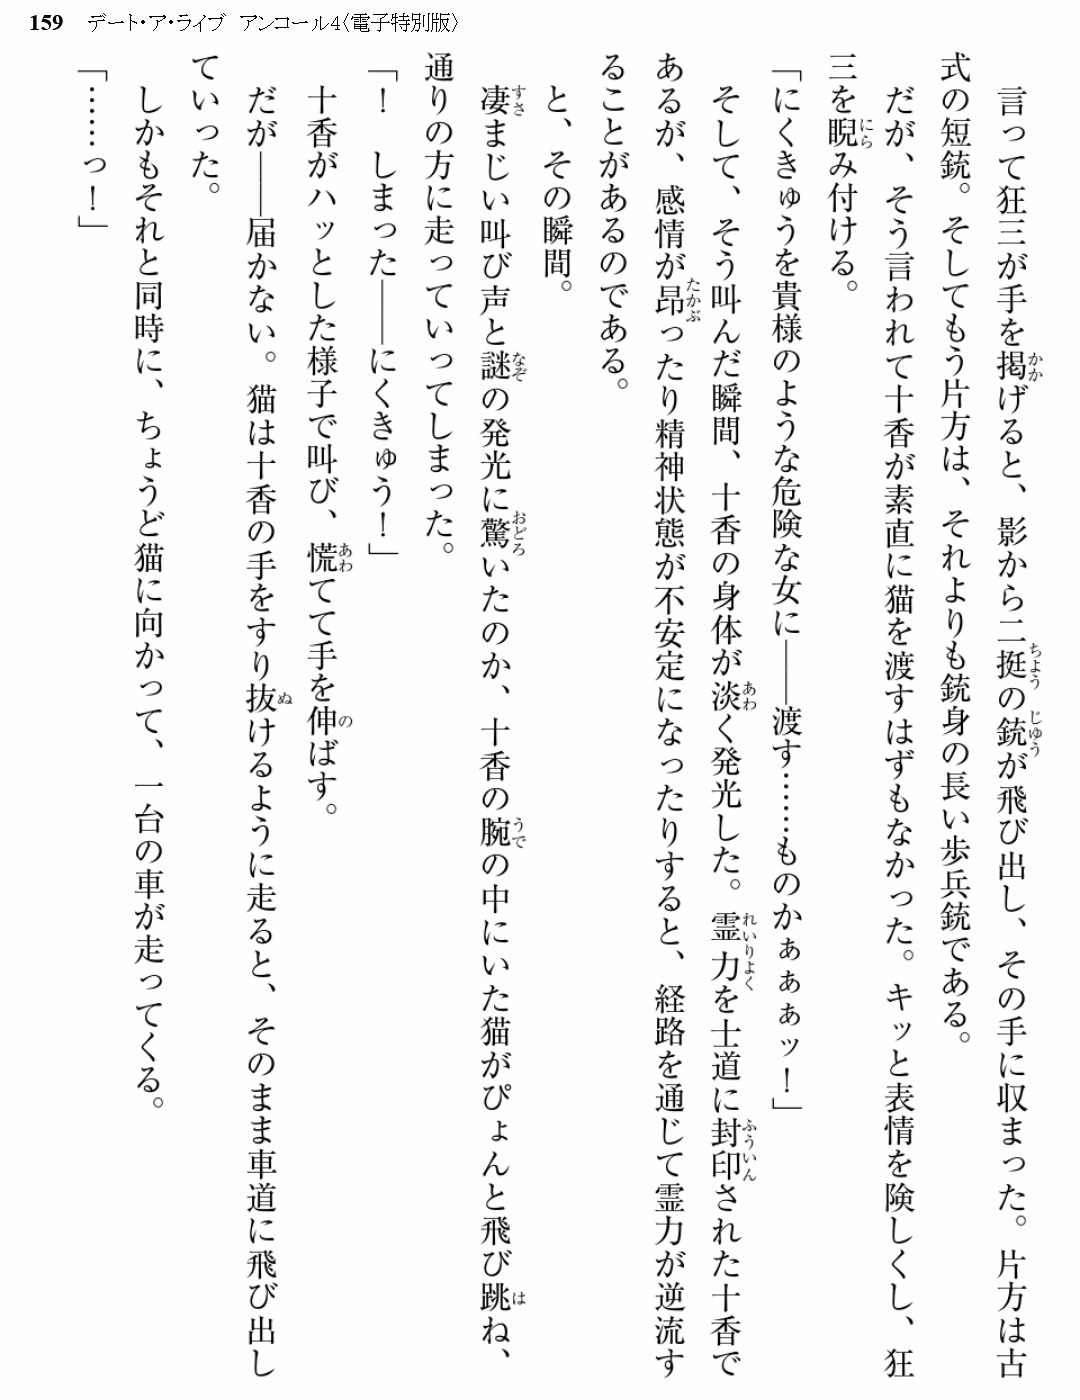 159 デート・ア・ライブ アンコール4〈電子特別版〉
　言って狂三が手を掲げると、影から二挺の銃が飛び出し、その手に収まった。片方は古
式の短銃。そしてもう片方は、それよりも銃身の長い歩兵銃である。
　だが、そう言われて十香が素直に猫を渡すはずもなかった。キッと表情を険しくし、狂
三を睨み付ける。
「にくきゅうを貴様のような危険な女に――渡す……ものかぁぁぁッ！」
　そして、そう叫んだ瞬間、十香の身体が淡く発光した。霊力を士道に封印された十香で
あるが、感情が昂ったり精神状態が不安定になったりすると、経路を通じて霊力が逆流す
ることがあるのである。
　と、その瞬間。
　凄まじい叫び声と謎の発光に驚いたのか、十香の腕の中にいた猫がぴょんと飛び跳ね、
通りの方に走っていってしまった。
「！　しまった――にくきゅう！」
　十香がハッとした様子で叫び、慌てて手を伸ばす。
　だが――届かない。猫は十香の手をすり抜けるように走ると、そのまま車道に飛び出し
ていった。
　しかもそれと同時に、ちょうど猫に向かって、一台の車が走ってくる。
「……っ！」